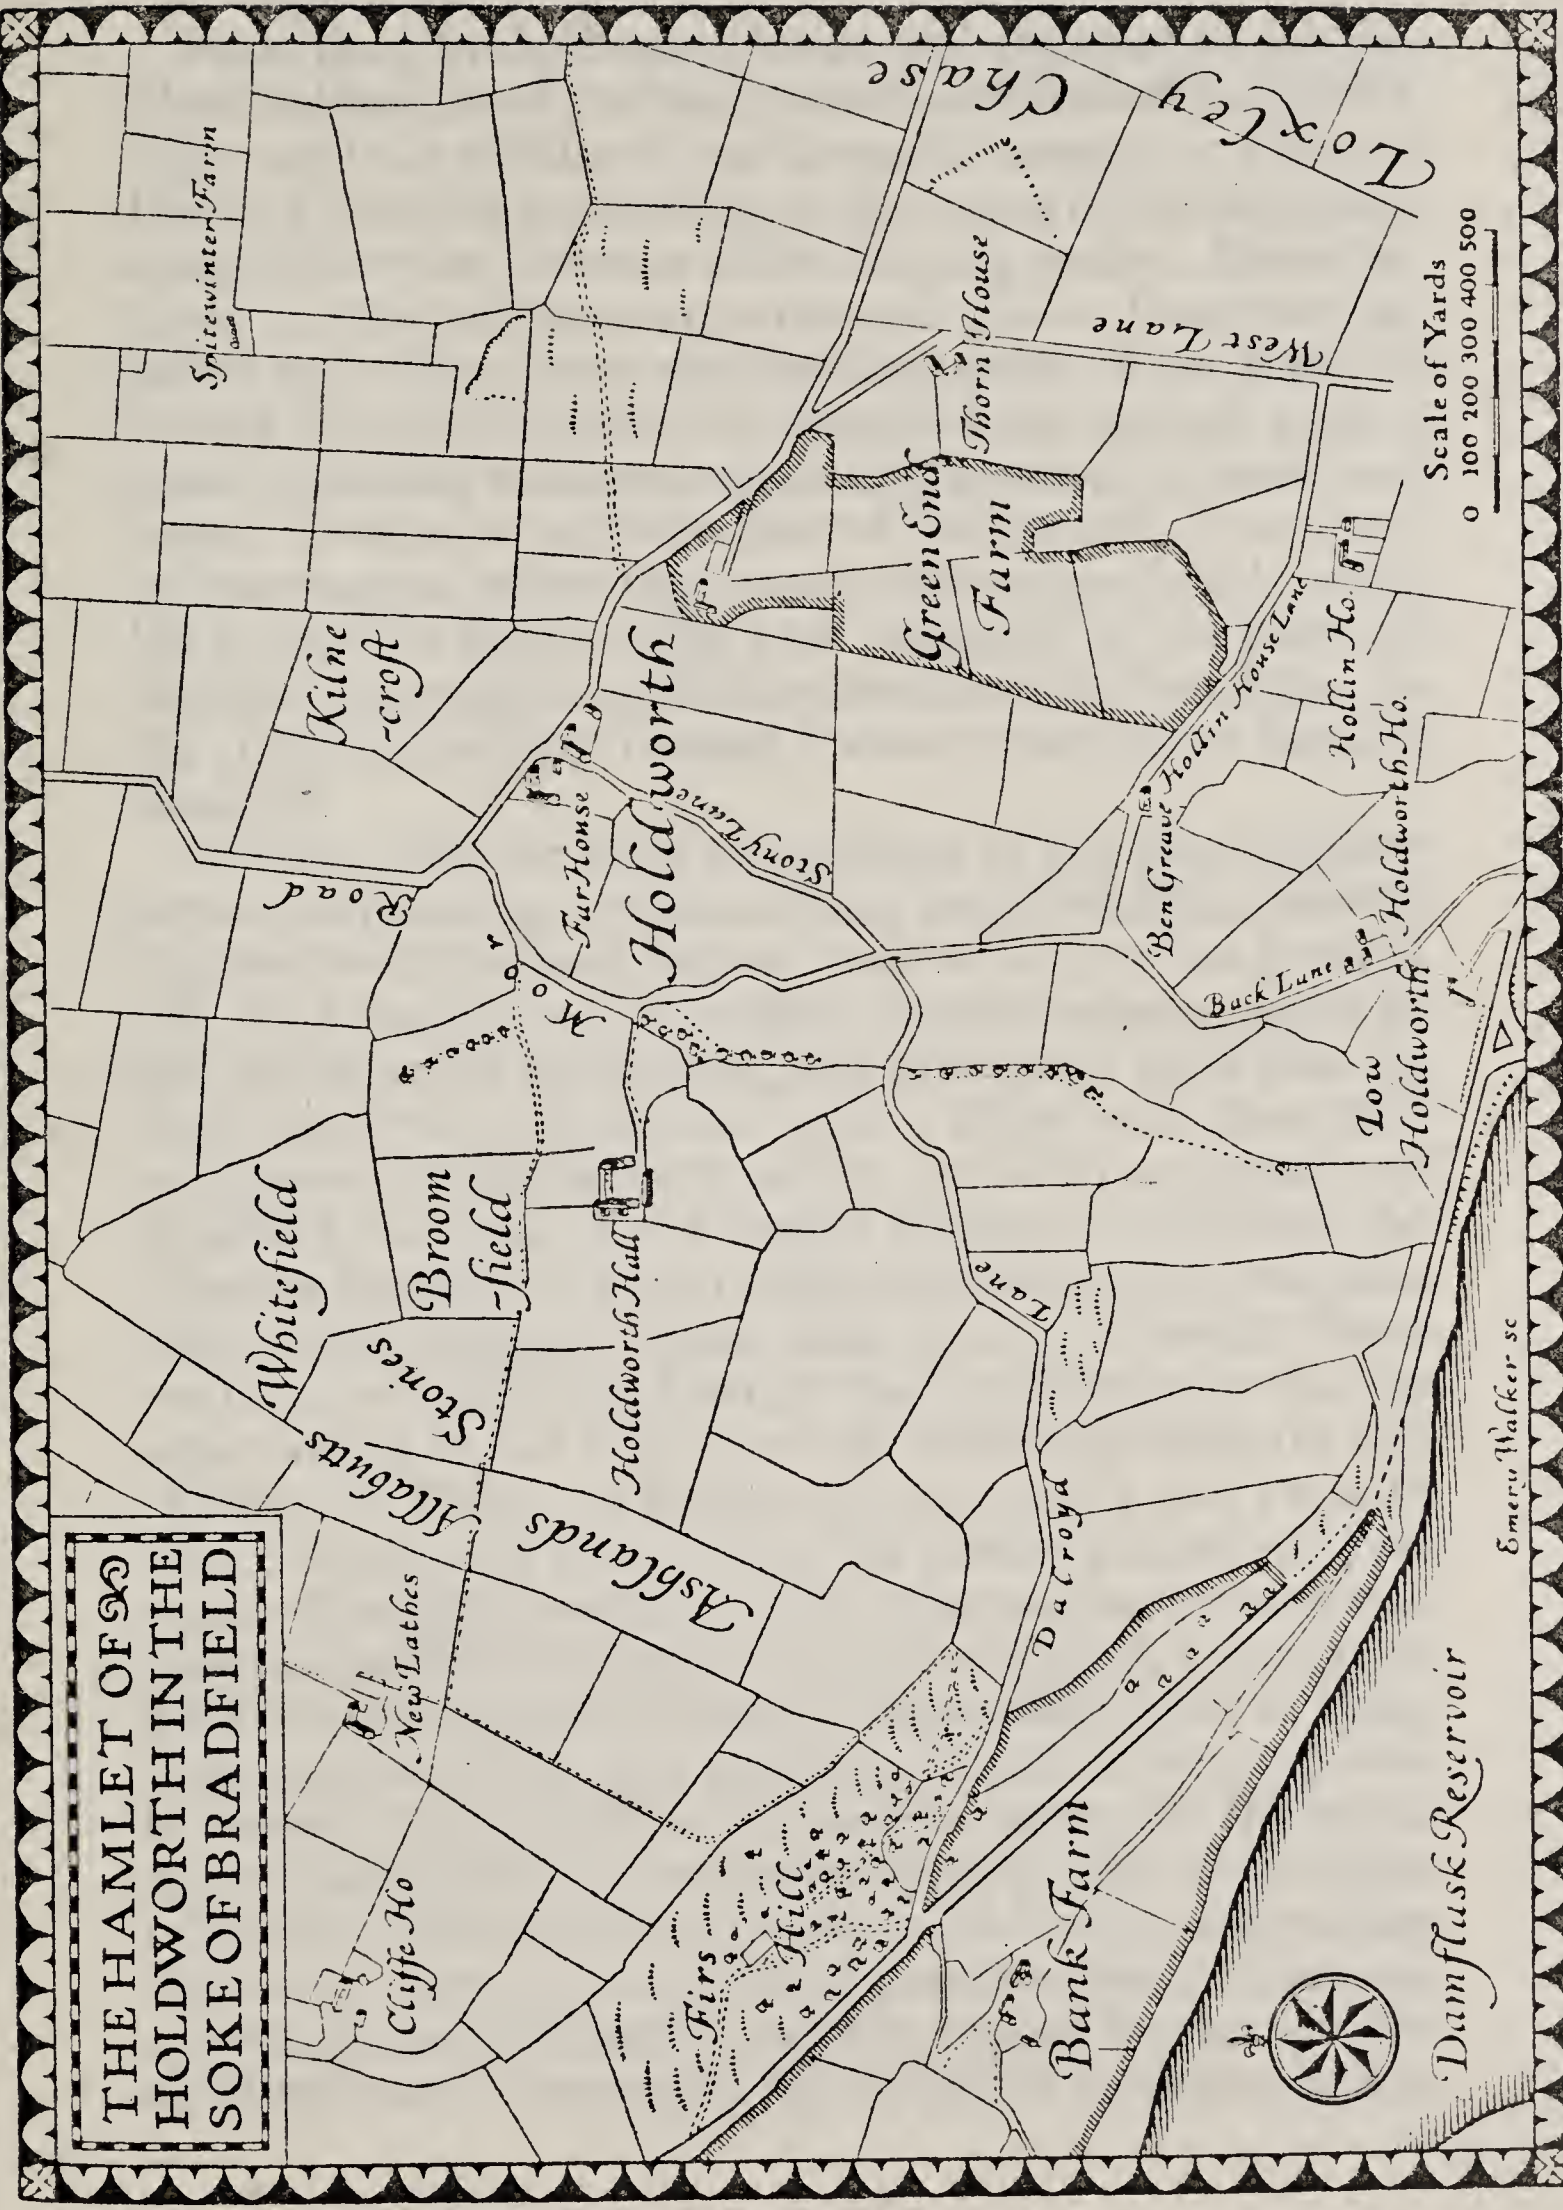 THE HAMLET OF
HOLDWORTH IN THE
SOKE OF BRADFIELD
Spitewinter Farm
Kilne
-croft
Whitefield
Road
Moor
Broom
-field
Stones
Allabutts
Ashlands
New Lathes
Cliffe Ho
Far House
Holdworth
Stony Lane
Holdworth Hall
Firs Hill
Loxley
Chase
Green End
Farm
Thorn House
West Lane
Hollin House Lane
Hollin Ho.
Ben Greave
Holdworth Ho.
Back Lane
Low
Holdworth
Dalroyd Lane
Bank Farm
Damflask Reservoir
Scale of Yards
0 100 200 300 400 500
Emery Walker sc